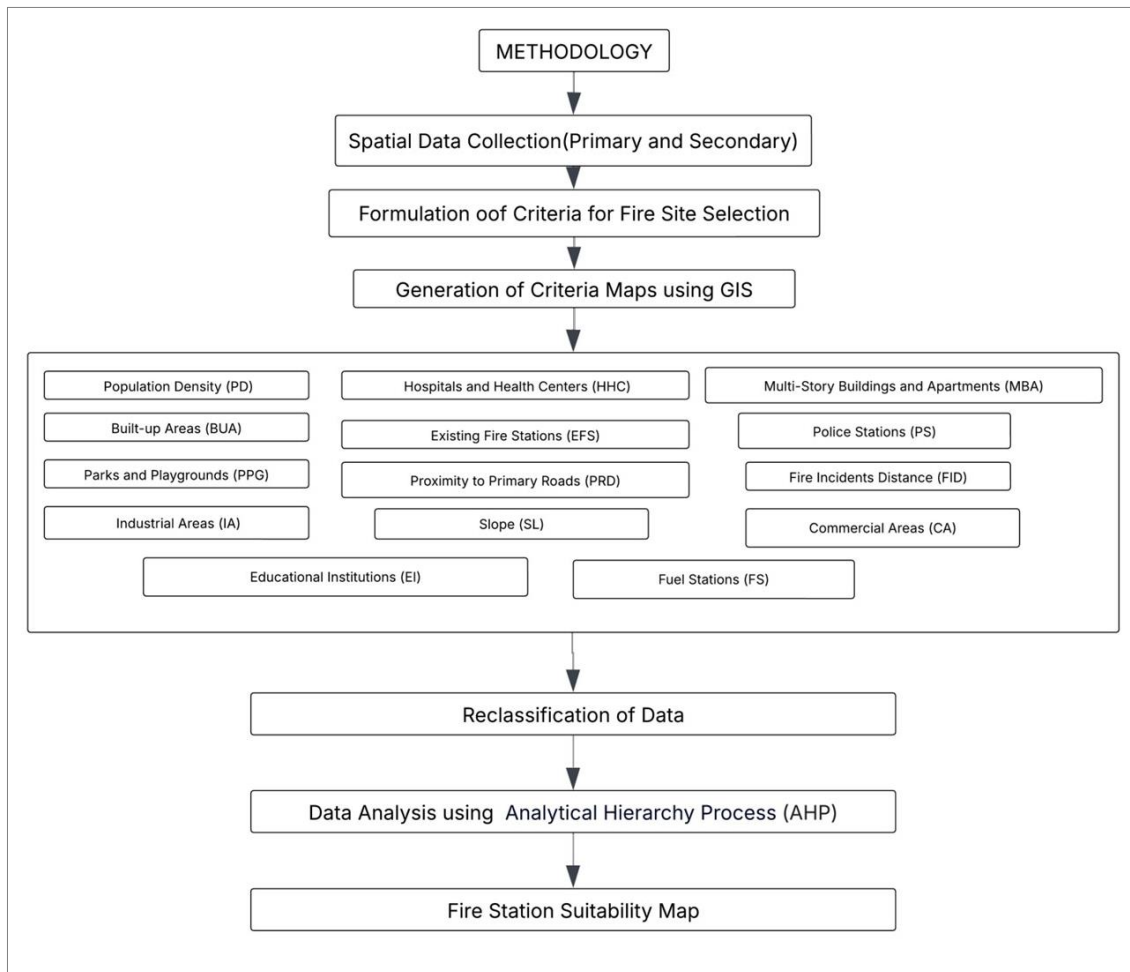 METHODOLOGY
Spatial Data Collection(Primary and Secondary)
Formulation oof Criteria for Fire Site Selection
Generation of Criteria Maps using GIS
Population Density (PD)
Hospitals and Health Centers (HHC)
Multi-Story Buildings and Apartments (MBA)
Built-up Areas (BUA)
Existing Fire Stations (EFS)
Police Stations (PS)
Parks and Playgrounds (PPG)
Proximity to Primary Roads (PRD)
Fire Incidents Distance (FID)
Industrial Areas (IA)
Slope (SL)
Commercial Areas (CA)
Educational Institutions (EI)
Fuel Stations (FS)
Reclassification of Data
Data Analysis using Analytical Hierarchy Process (AHP)
Fire Station Suitability Map